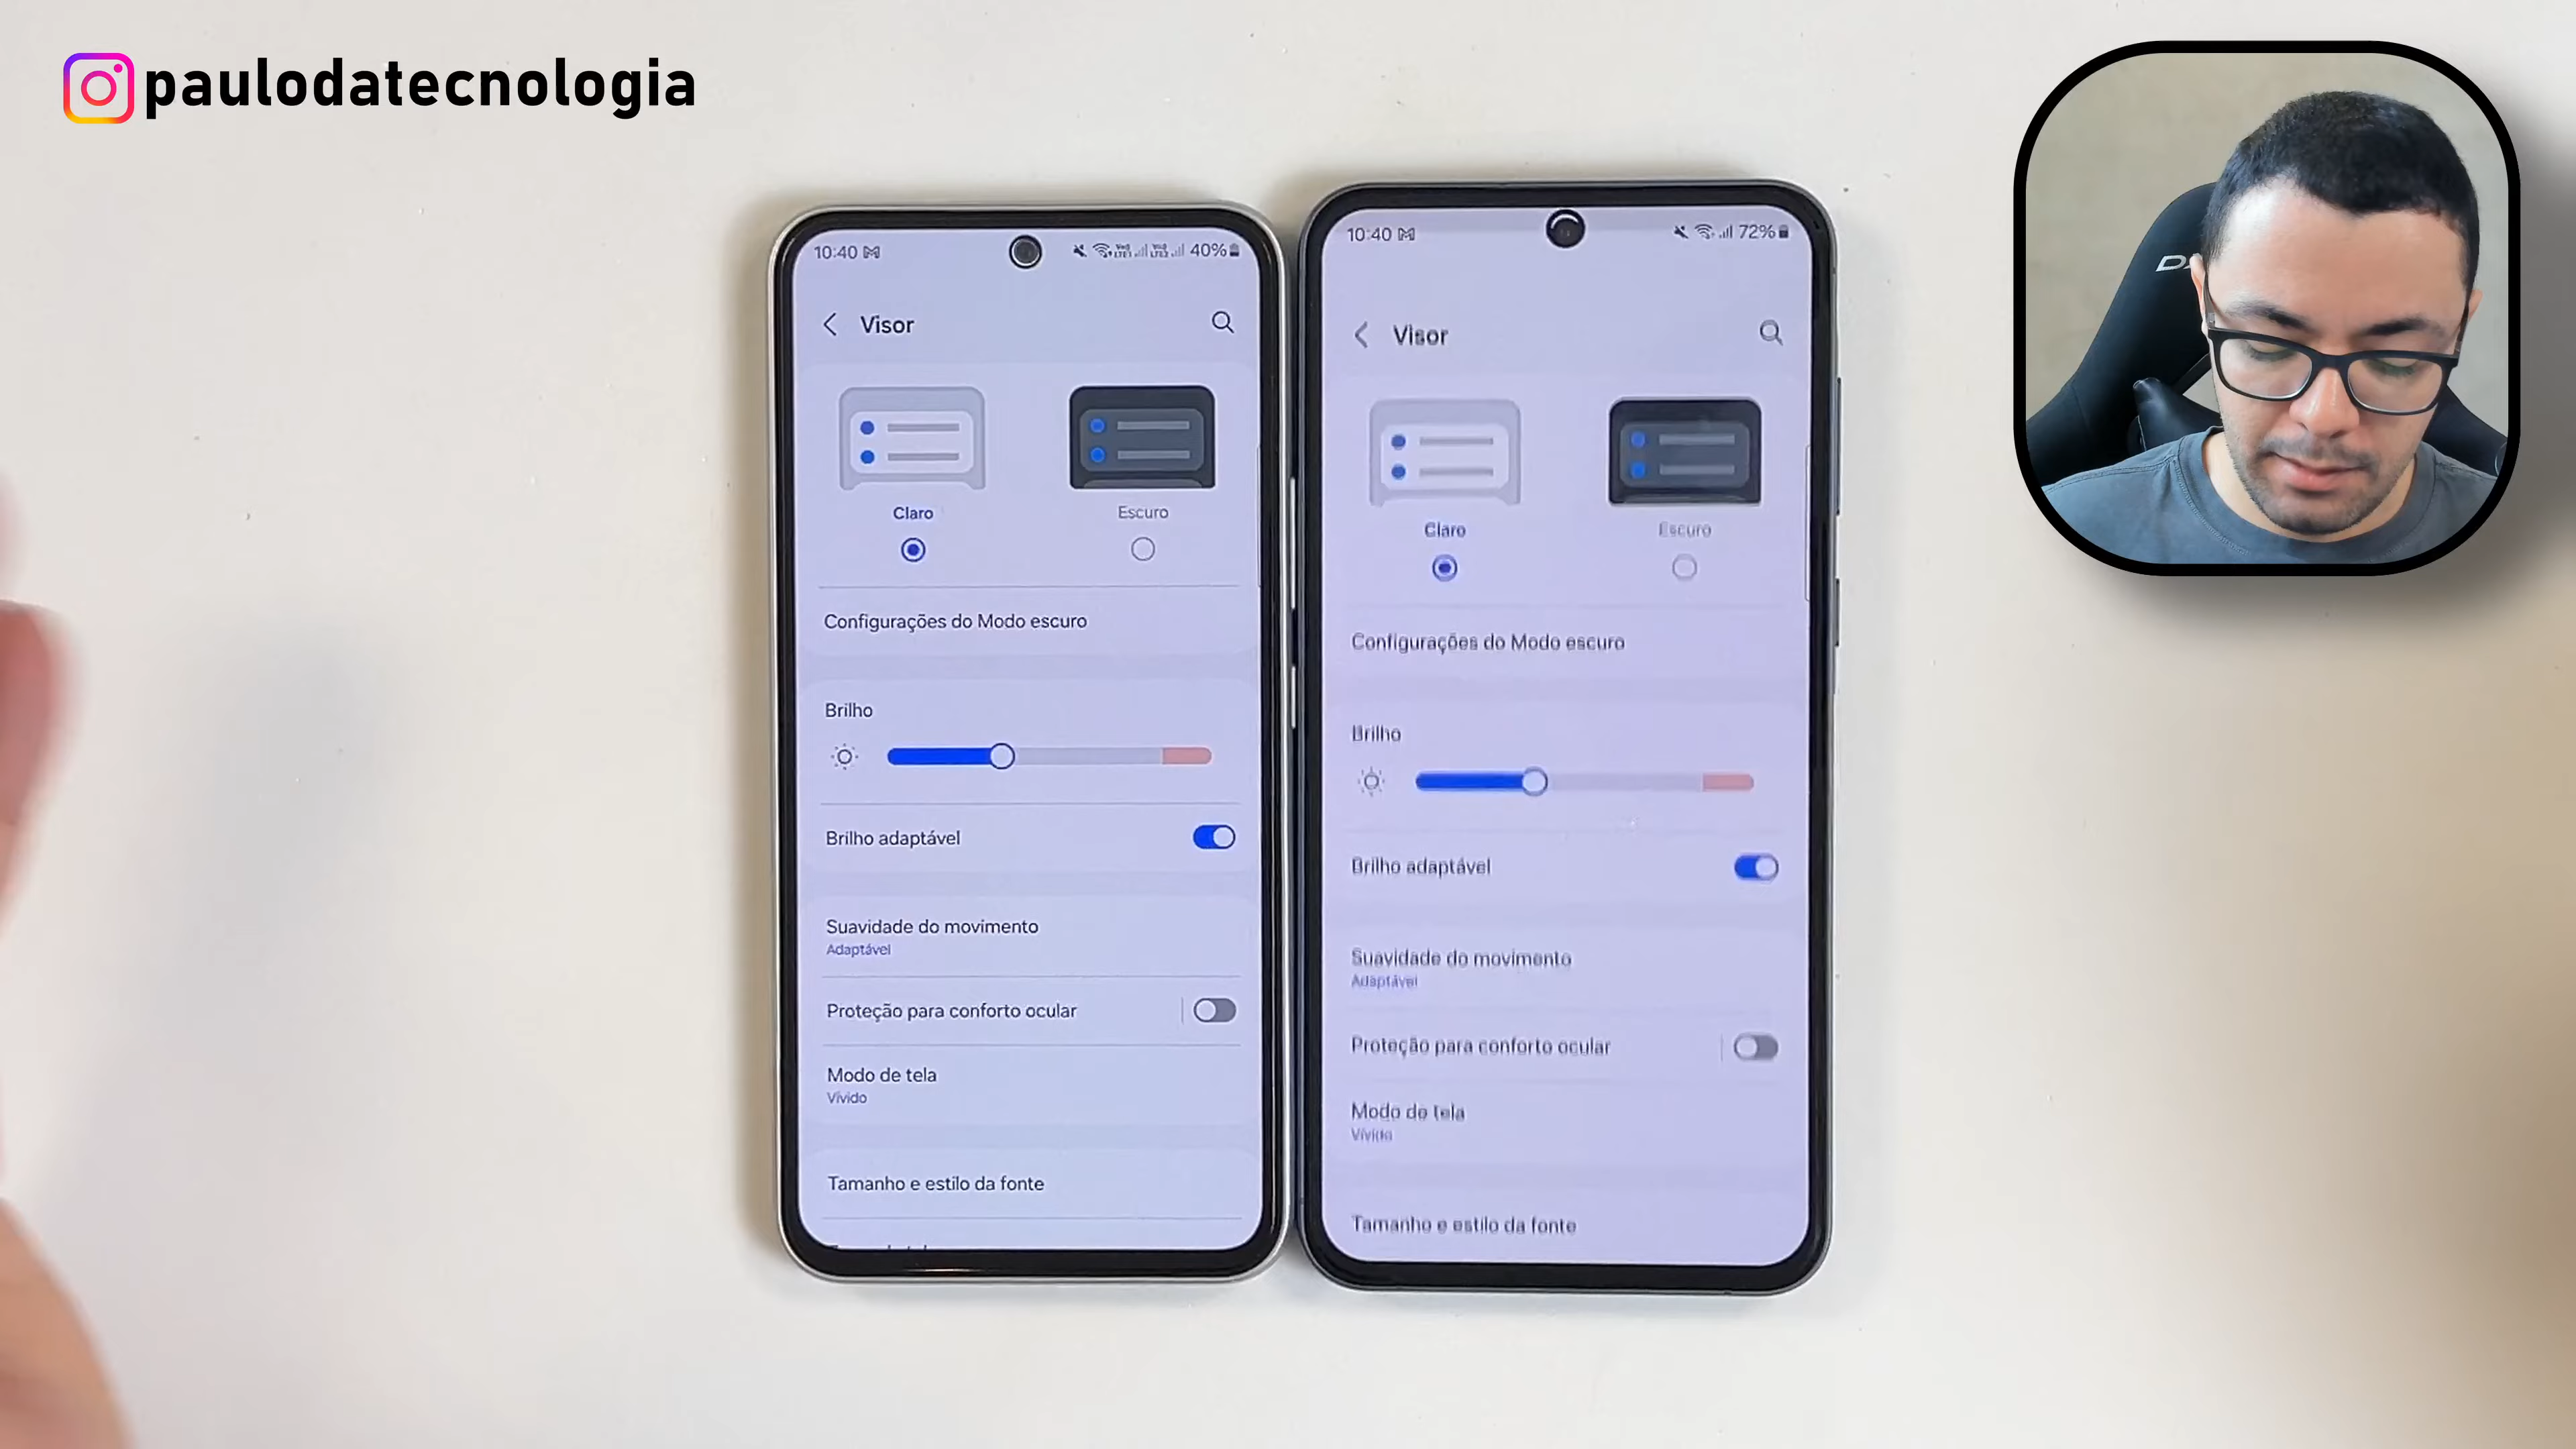 paulodatecnologia
10:40
40%
Visor
Claro
Escuro
Configurações do Modo escuro
Brilho
Brilho adaptável
Suavidade do movimento
Adaptável
Proteção para conforto ocular
Modo de tela
Vívido
Tamanho e estilo da fonte
10:40
72%
Visor
Claro
Escuro
Configurações do Modo escuro
Brilho
Brilho adaptável
Suavidade do movimento
Adaptável
Proteção para conforto ocular
Modo de tela
Vívido
Tamanho e estilo da fonte